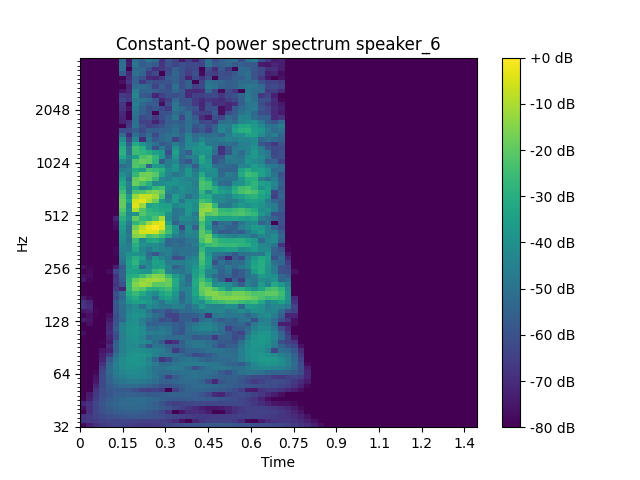 Constant-Q power spectrum speaker_6
Hz
2048
1024
512
256
128
64
32
0 0.15 0.3 0.45 0.6 0.75 0.9 1.1 1.2 1.4
Time
+0 dB
-10 dB
-20 dB
-30 dB
-40 dB
-50 dB
-60 dB
-70 dB
-80 dB